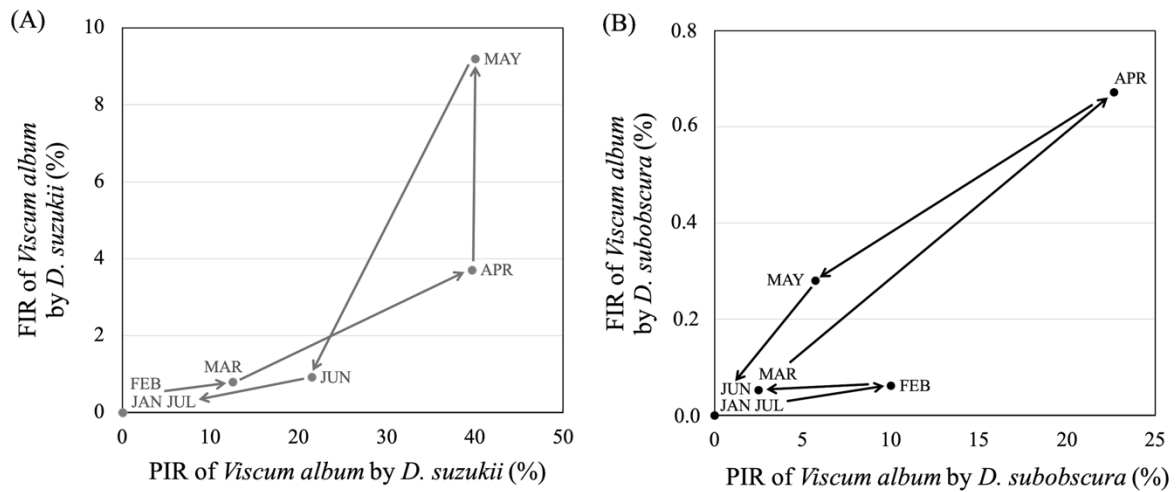 (A)
10
8
6
4
2
0
FIR of Viscum album
by D. suzukii (%)
MAY
APR
MAR
FEB
JUN
JAN JUL
0 10 20 30 40 50
PIR of Viscum album by D. suzukii (%)
(B)
0.8
0.6
0.4
0.2
0.0
FIR of Viscum album
by D. subobscura (%)
APR
MAY
JUN MAR
FEB
JAN JUL
0 5 10 15 20 25
PIR of Viscum album by D. subobscura (%)